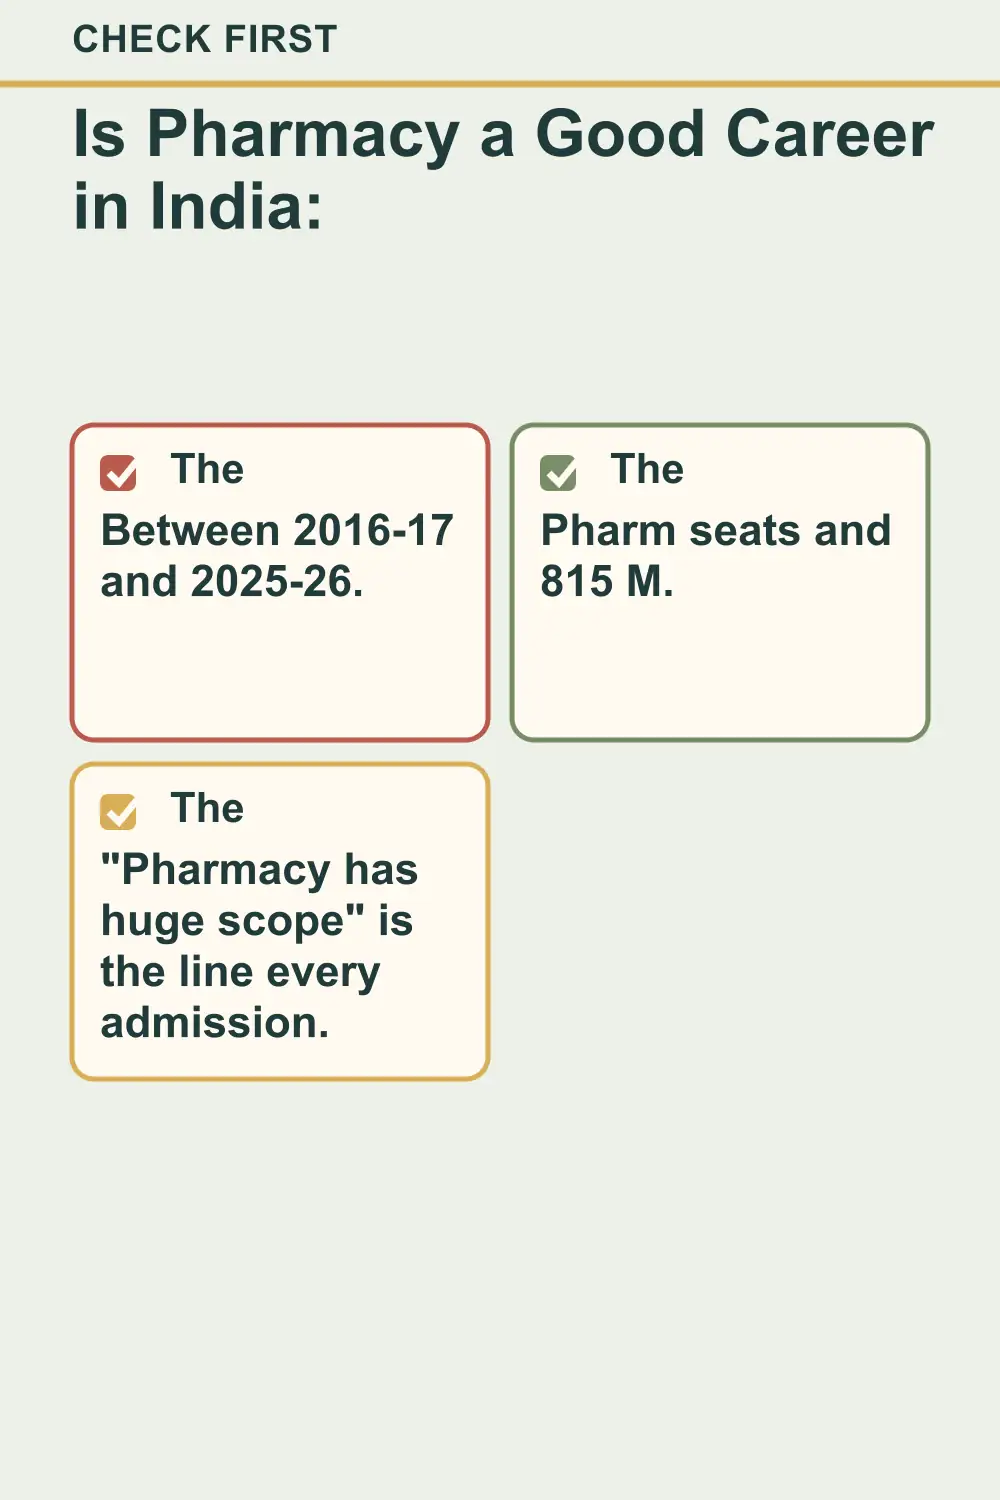 CHECK FIRST
Is Pharmacy a Good Career
in India:
The
Between 2016-17
and 2025-26.
The
Pharm seats and
815 M.
The
"Pharmacy has
huge scope" is
the line every
admission.